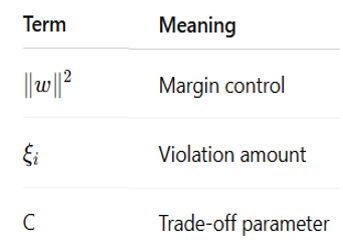 Term Meaning
‖w‖² Margin control
ξᵢ Violation amount
C Trade-off parameter